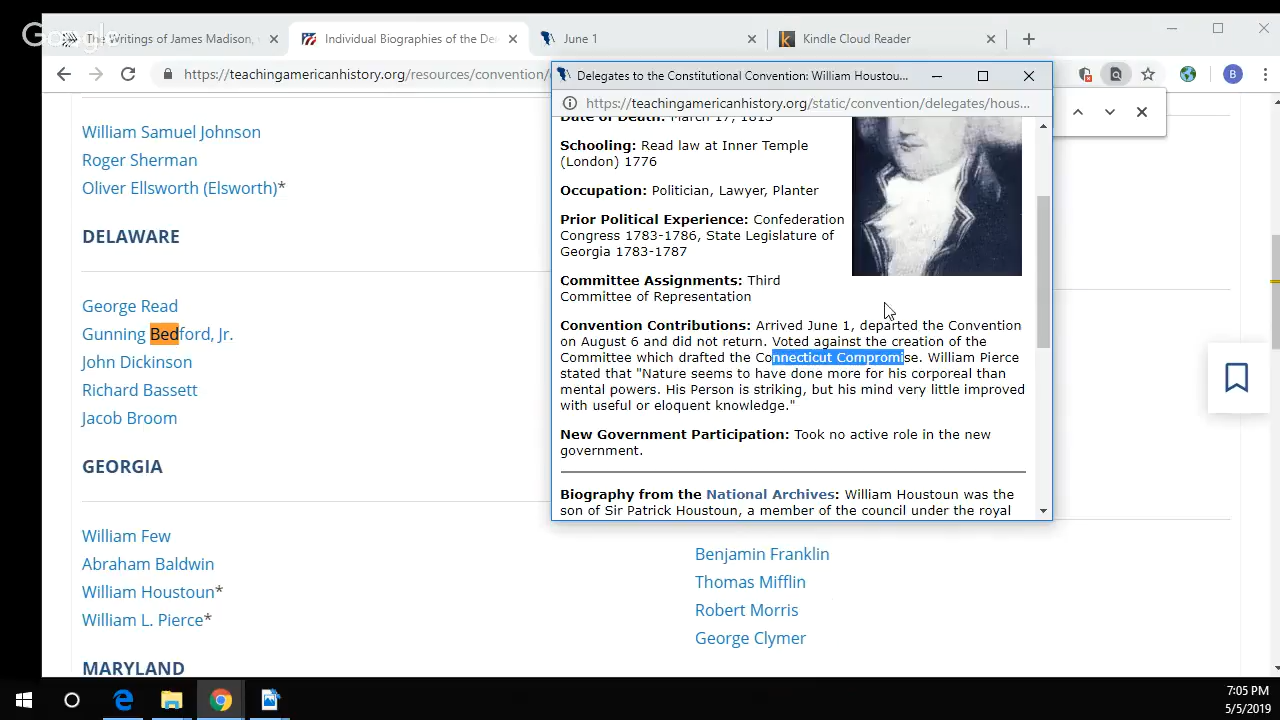 Google
The Writings of James Madison, v
Individual Biographies of the De
June 1
Kindle Cloud Reader
https://teachingamericanhistory.org/resources/convention/
B
Delegates to the Constitutional Convention: William Houstou...
https://teachingamericanhistory.org/static/convention/delegates/hous...
William Samuel Johnson
Roger Sherman
Oliver Ellsworth (Elsworth)*
DELAWARE
George Read
Gunning Bedford, Jr.
John Dickinson
Richard Bassett
Jacob Broom
GEORGIA
William Few
Abraham Baldwin
William Houstoun*
William L. Pierce*
MARYLAND
Date of Death: March 17, 1813
Schooling: Read law at Inner Temple
(London) 1776
Occupation: Politician, Lawyer, Planter
Prior Political Experience: Confederation
Congress 1783-1786, State Legislature of
Georgia 1783-1787
Committee Assignments: Third
Committee of Representation
Convention Contributions: Arrived June 1, departed the Convention
on August 6 and did not return. Voted against the creation of the
Committee which drafted the Connecticut Compromise. William Pierce
stated that "Nature seems to have done more for his corporeal than
mental powers. His Person is striking, but his mind very little improved
with useful or eloquent knowledge."
New Government Participation: Took no active role in the new
government.
Biography from the National Archives: William Houstoun was the
son of Sir Patrick Houstoun, a member of the council under the royal
Benjamin Franklin
Thomas Mifflin
Robert Morris
George Clymer
7:05 PM
5/5/2019